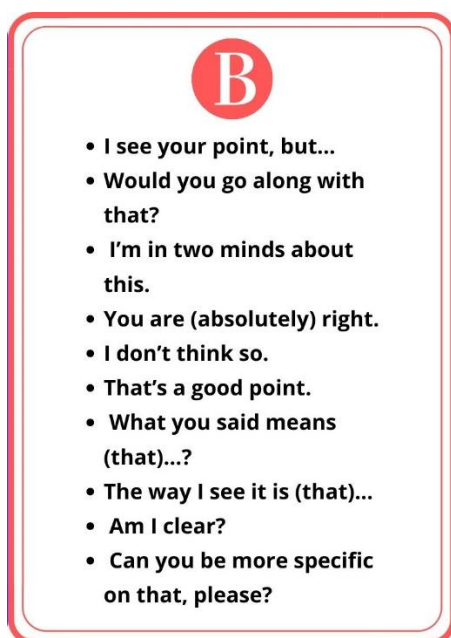 B
• I see your point, but...
• Would you go along with
that?
• I'm in two minds about
this.
• You are (absolutely) right.
• I don't think so.
• That's a good point.
• What you said means
(that)...?
• The way I see it is (that)...
• Am I clear?
• Can you be more specific
on that, please?